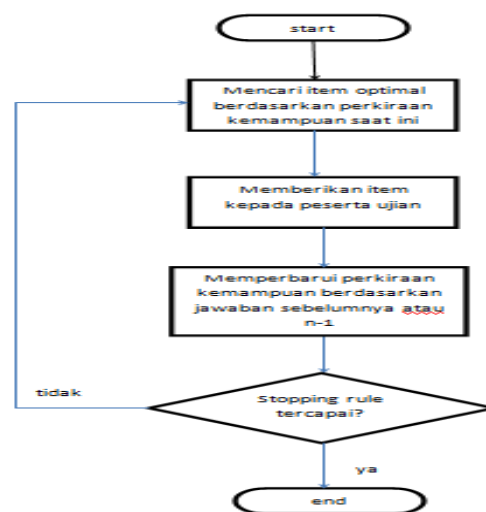 start
Mencari item optimal
berdasarkan perkiraan
kemampuan saat ini
Memberikan item
kepada peserta ujian
Memperbarui perkiraan
kemampuan berdasarkan
jawaban sebelumnya atau
n-1
tidak
Stopping rule
tercapai?
ya
end